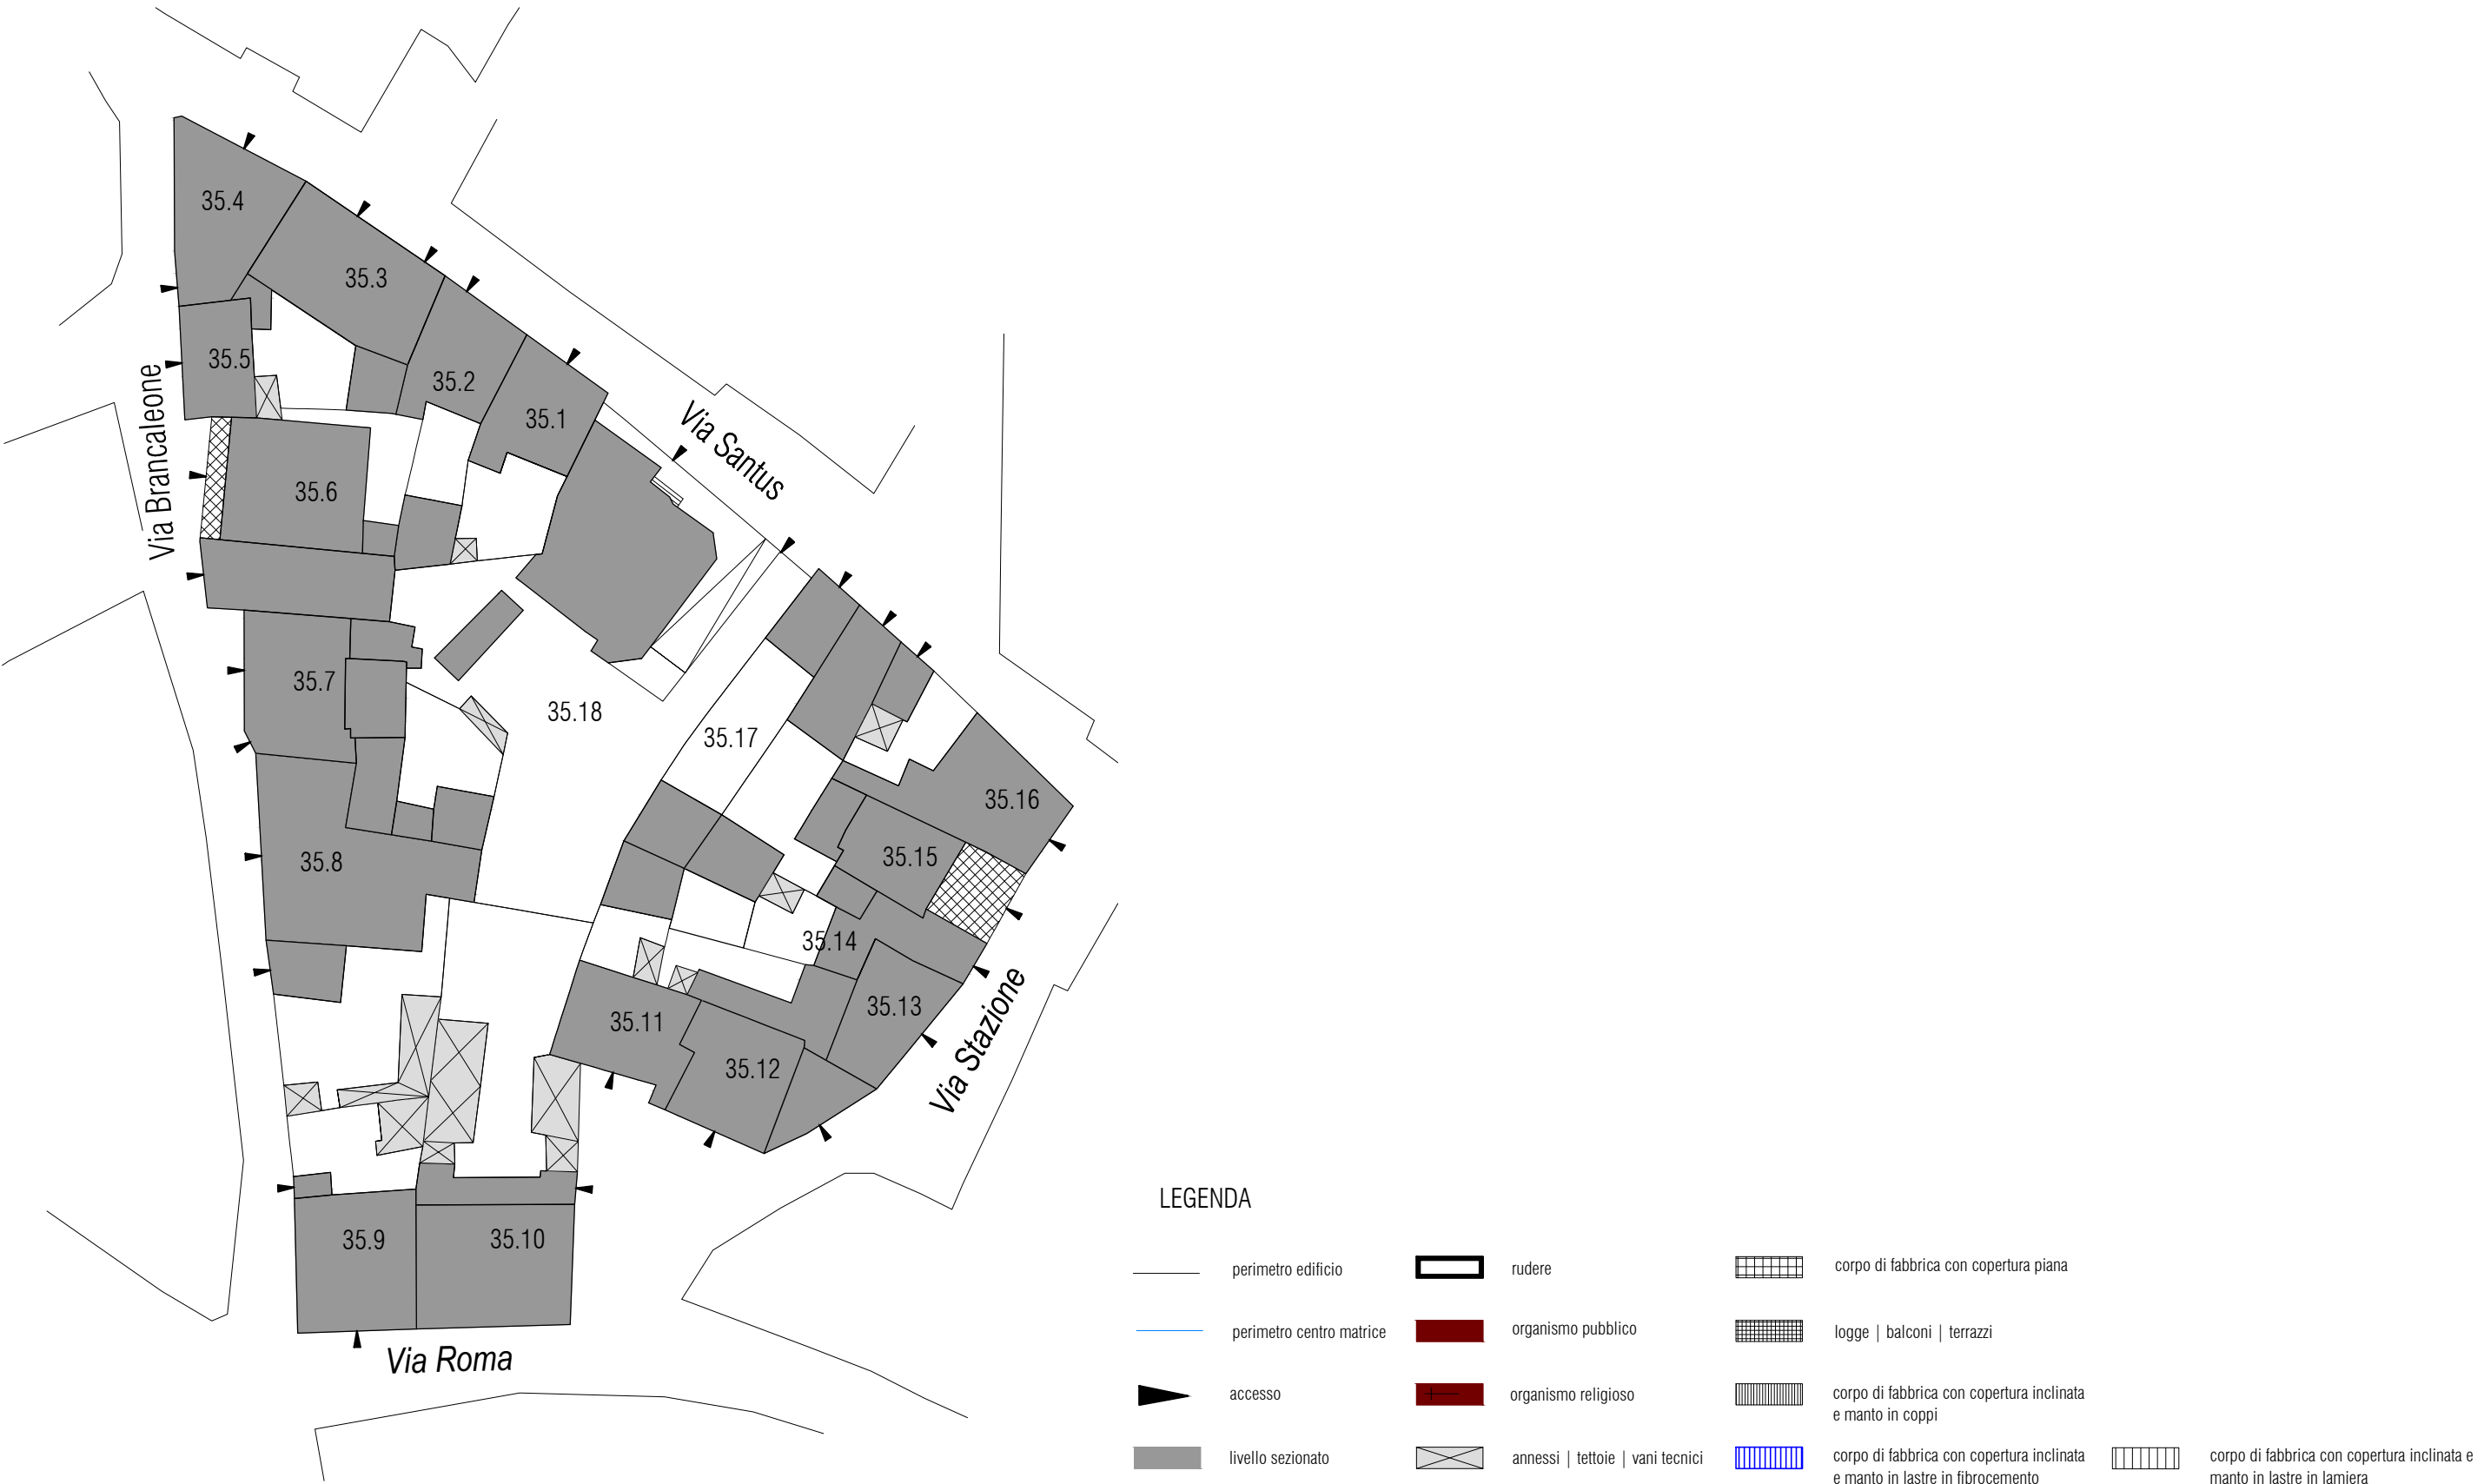 35.4
35.3
35.5
35.2
35.1
Via Brancaleone
Via Santus
35.6
35.7
35.18
35.17
35.16
35.8
35.15
35.14
35.13
35.11
35.12
Via Stazione
35.9
35.10
Via Roma
LEGENDA
perimetro edificio
perimetro centro matrice
accesso
livello sezionato
rudere
organismo pubblico
organismo religioso
annessi | tettoie | vani tecnici
corpo di fabbrica con copertura piana
logge | balconi | terrazzi
corpo di fabbrica con copertura inclinata
e manto in coppi
corpo di fabbrica con copertura inclinata
e manto in lastre in fibrocemento
corpo di fabbrica con copertura inclinata e
manto in lastre in lamiera